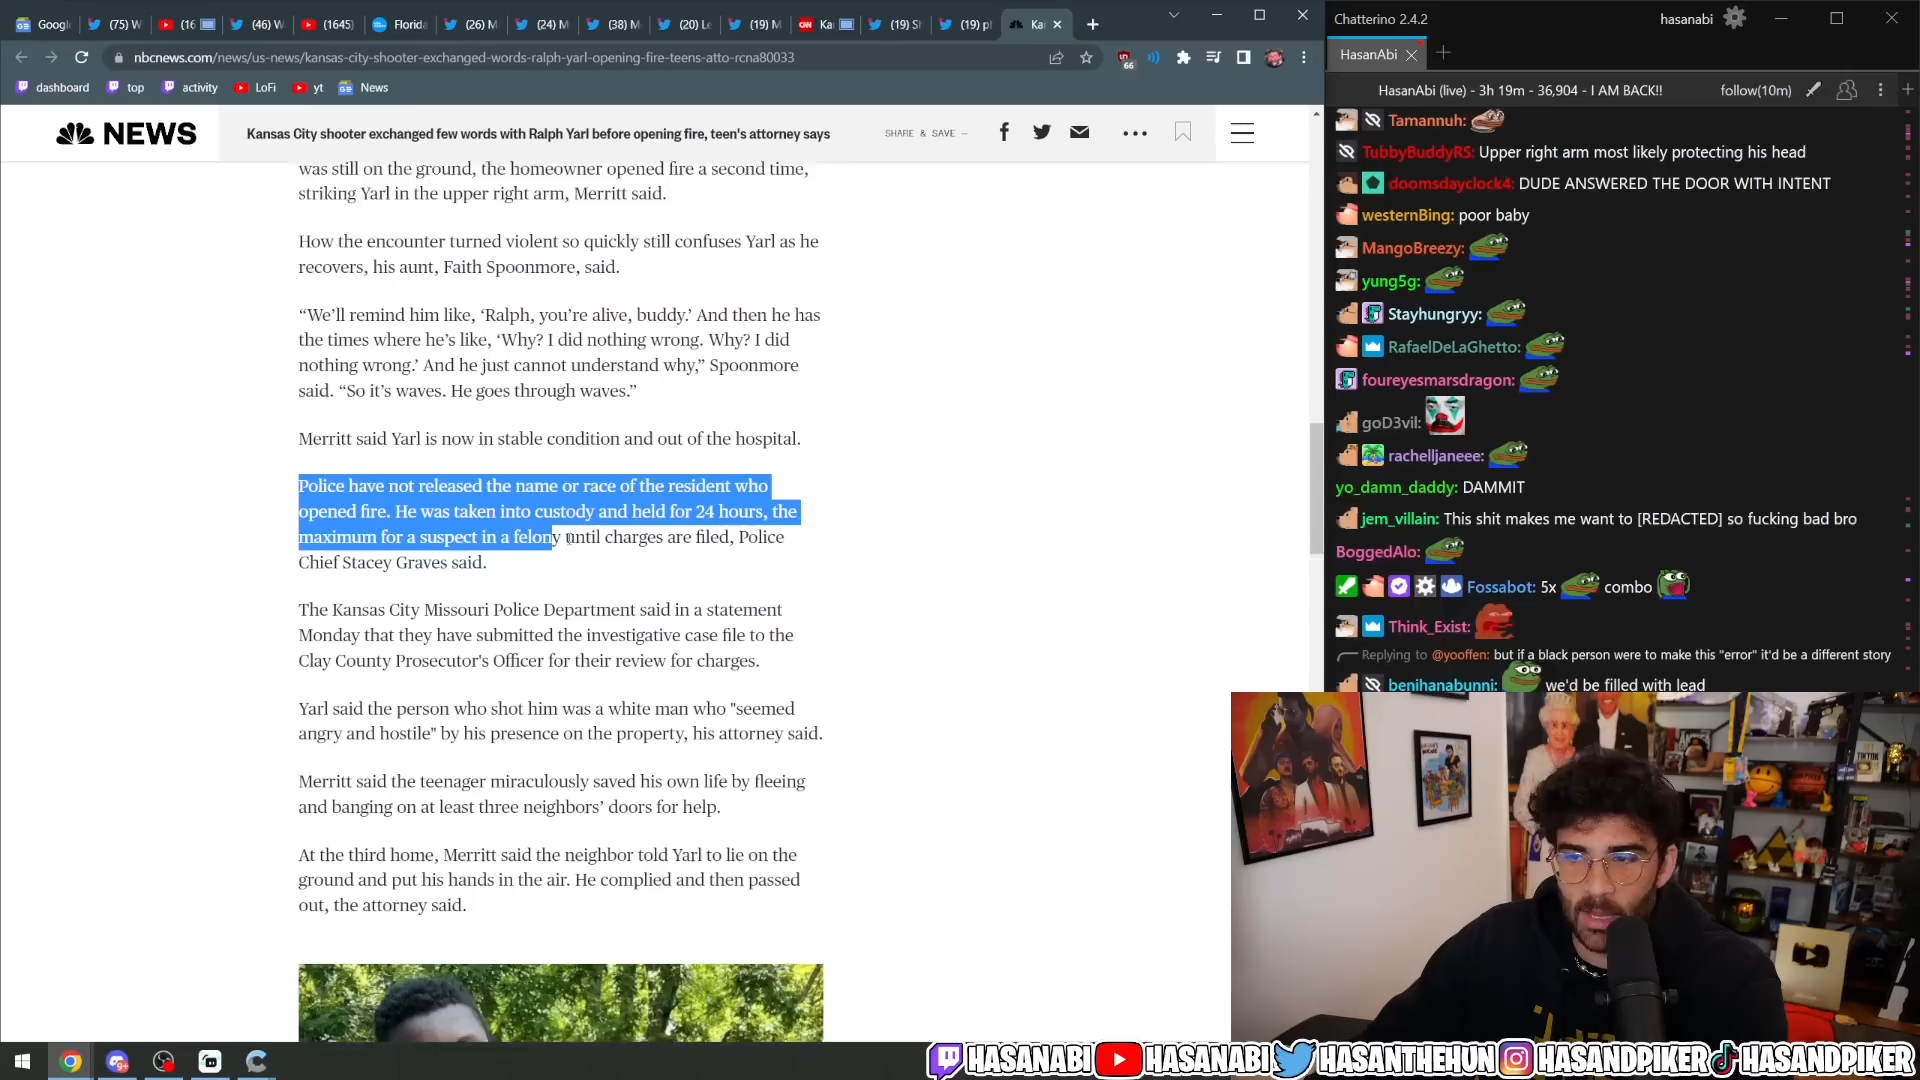 Google
(75) W
(16
(46) W
(1645)
Florida
(26) M
(24) M
(38) M
(20) Le
(19) M
Ka
(19) S
(19) pl
Ka
nbcnews.com/news/us-news/kansas-city-shooter-exchanged-words-ralph-yarl-opening-fire-teens-atto-rcna80033
66
dashboard
top
activity
LoFi
yt
News
NEWS
Kansas City shooter exchanged few words with Ralph Yarl before opening fire, teen's attorney says
SHARE & SAVE —
was still on the ground, the homeowner opened fire a second time,
striking Yarl in the upper right arm, Merritt said.
How the encounter turned violent so quickly still confuses Yarl as he
recovers, his aunt, Faith Spoonmore, said.
“We’ll remind him like, ‘Ralph, you’re alive, buddy.’ And then he has
the times where he’s like, ‘Why? I did nothing wrong. Why? I did
nothing wrong.’ And he just cannot understand why,” Spoonmore
said. “So it’s waves. He goes through waves.”
Merritt said Yarl is now in stable condition and out of the hospital.
Police have not released the name or race of the resident who
opened fire. He was taken into custody and held for 24 hours, the
maximum for a suspect in a felony until charges are filed, Police
Chief Stacey Graves said.
The Kansas City Missouri Police Department said in a statement
Monday that they have submitted the investigative case file to the
Clay County Prosecutor's Officer for their review for charges.
Yarl said the person who shot him was a white man who "seemed
angry and hostile" by his presence on the property, his attorney said.
Merritt said the teenager miraculously saved his own life by fleeing
and banging on at least three neighbors’ doors for help.
At the third home, Merritt said the neighbor told Yarl to lie on the
ground and put his hands in the air. He complied and then passed
out, the attorney said.
Chatterino 2.4.2
hasanabi
HasanAbi
HasanAbi (live) - 3h 19m - 36,904 - I AM BACK!!
follow(10m)
Tamannuh:
TubbyBuddyRS: Upper right arm most likely protecting his head
doomsdayclock4: DUDE ANSWERED THE DOOR WITH INTENT
westernBing: poor baby
MangoBreezy:
yung5g:
Stayhungryy:
RafaelDeLaGhetto:
foureyesmarsdragon:
goD3vil:
rachelljaneee:
yo_damn_daddy: DAMMIT
jem_villain: This shit makes me want to [REDACTED] so fucking bad bro
BoggedAlo:
Fossabot: 5x combo
Think_Exist:
Replying to @yooffen: but if a black person were to make this "error" it'd be a different story
benihanabunni: we'd be filled with lead
HASANABI HASANABI HASANTHEHUN HASANDPIKER HASANDPIKER